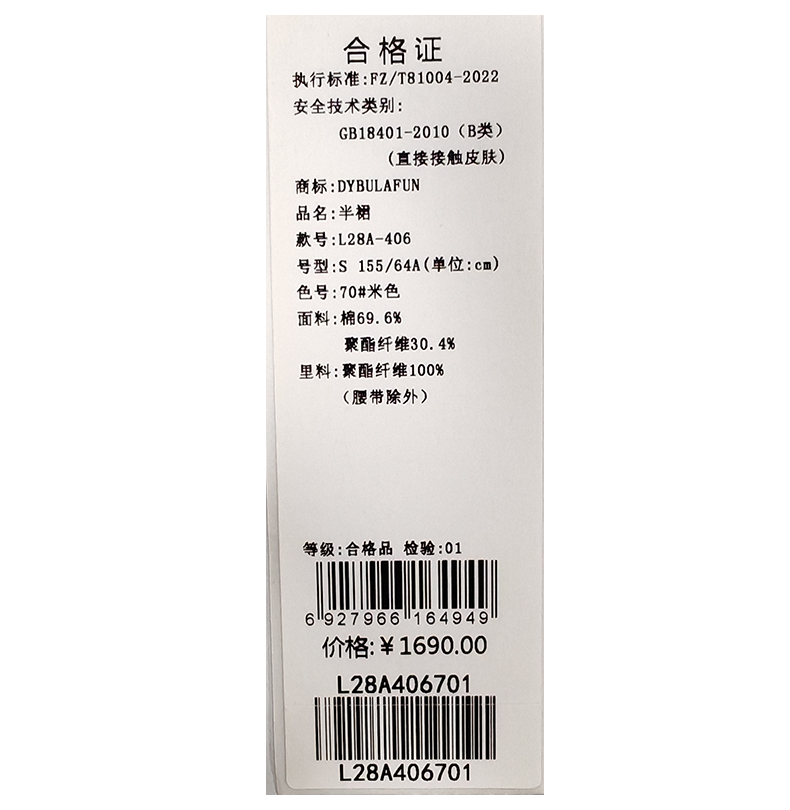 合格证
执行标准:FZ/T81004-2022
安全技术类别:
GB18401-2010（B类）
(直接接触皮肤)
商标:DYBULAFUN
品名:半裙
款号:L28A-406
号型:S 155/64A(单位:cm)
色号:70#米色
面料:棉69.6%
聚酯纤维30.4%
里料:聚酯纤维100%
（腰带除外）
等级:合格品 检验:01
6 927966 164949
价格:￥1690.00
L28A406701
L28A406701